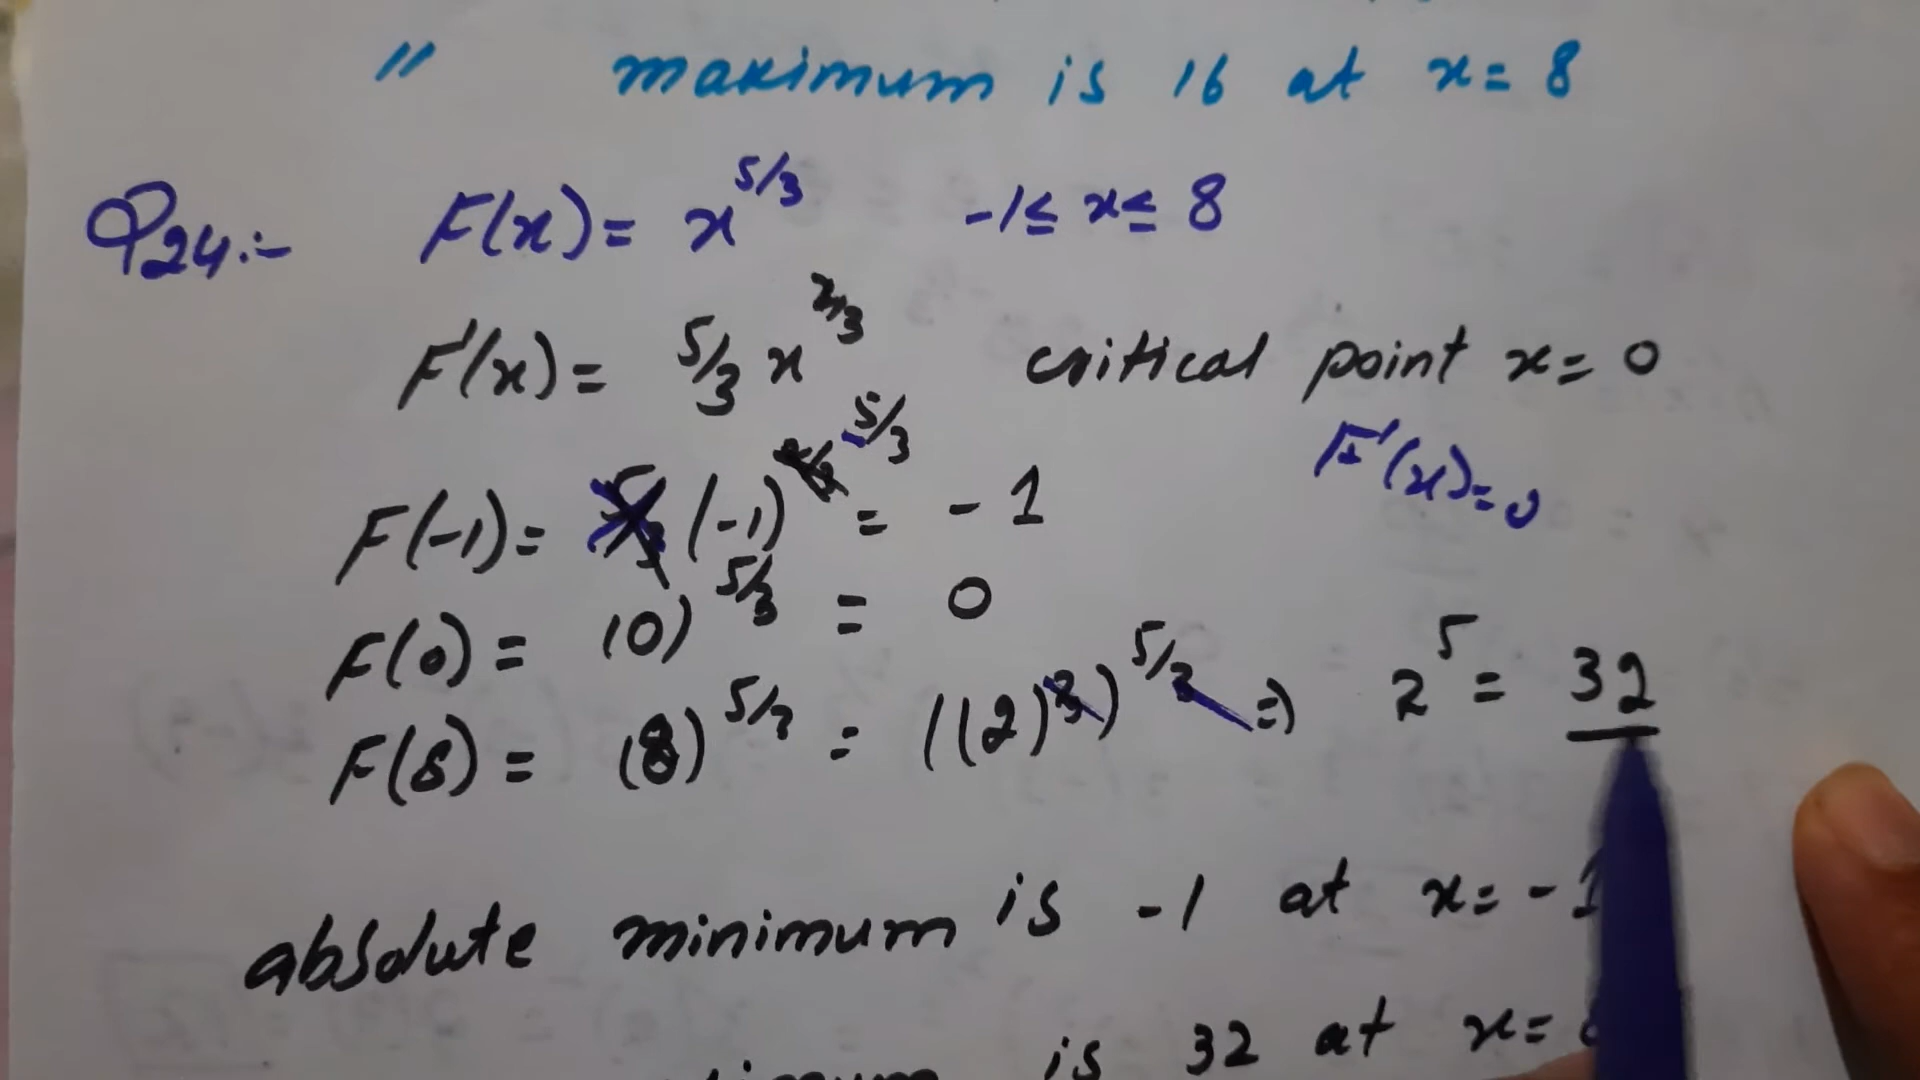 " maximum is 16 at x = 8
Q24:- F(x) = x^5/3 -1 ≤ x ≤ 8
F'(x) = 5/3 x^2/3 critical point x = 0
F'(x) = 0
F(-1) = (-1)^5/3 = -1
F(0) = (0)^5/3 = 0
F(8) = (8)^5/3 = ((2)^3)^5/3 => 2^5 = 32
absolute minimum is -1 at x = -1
is 32 at x =